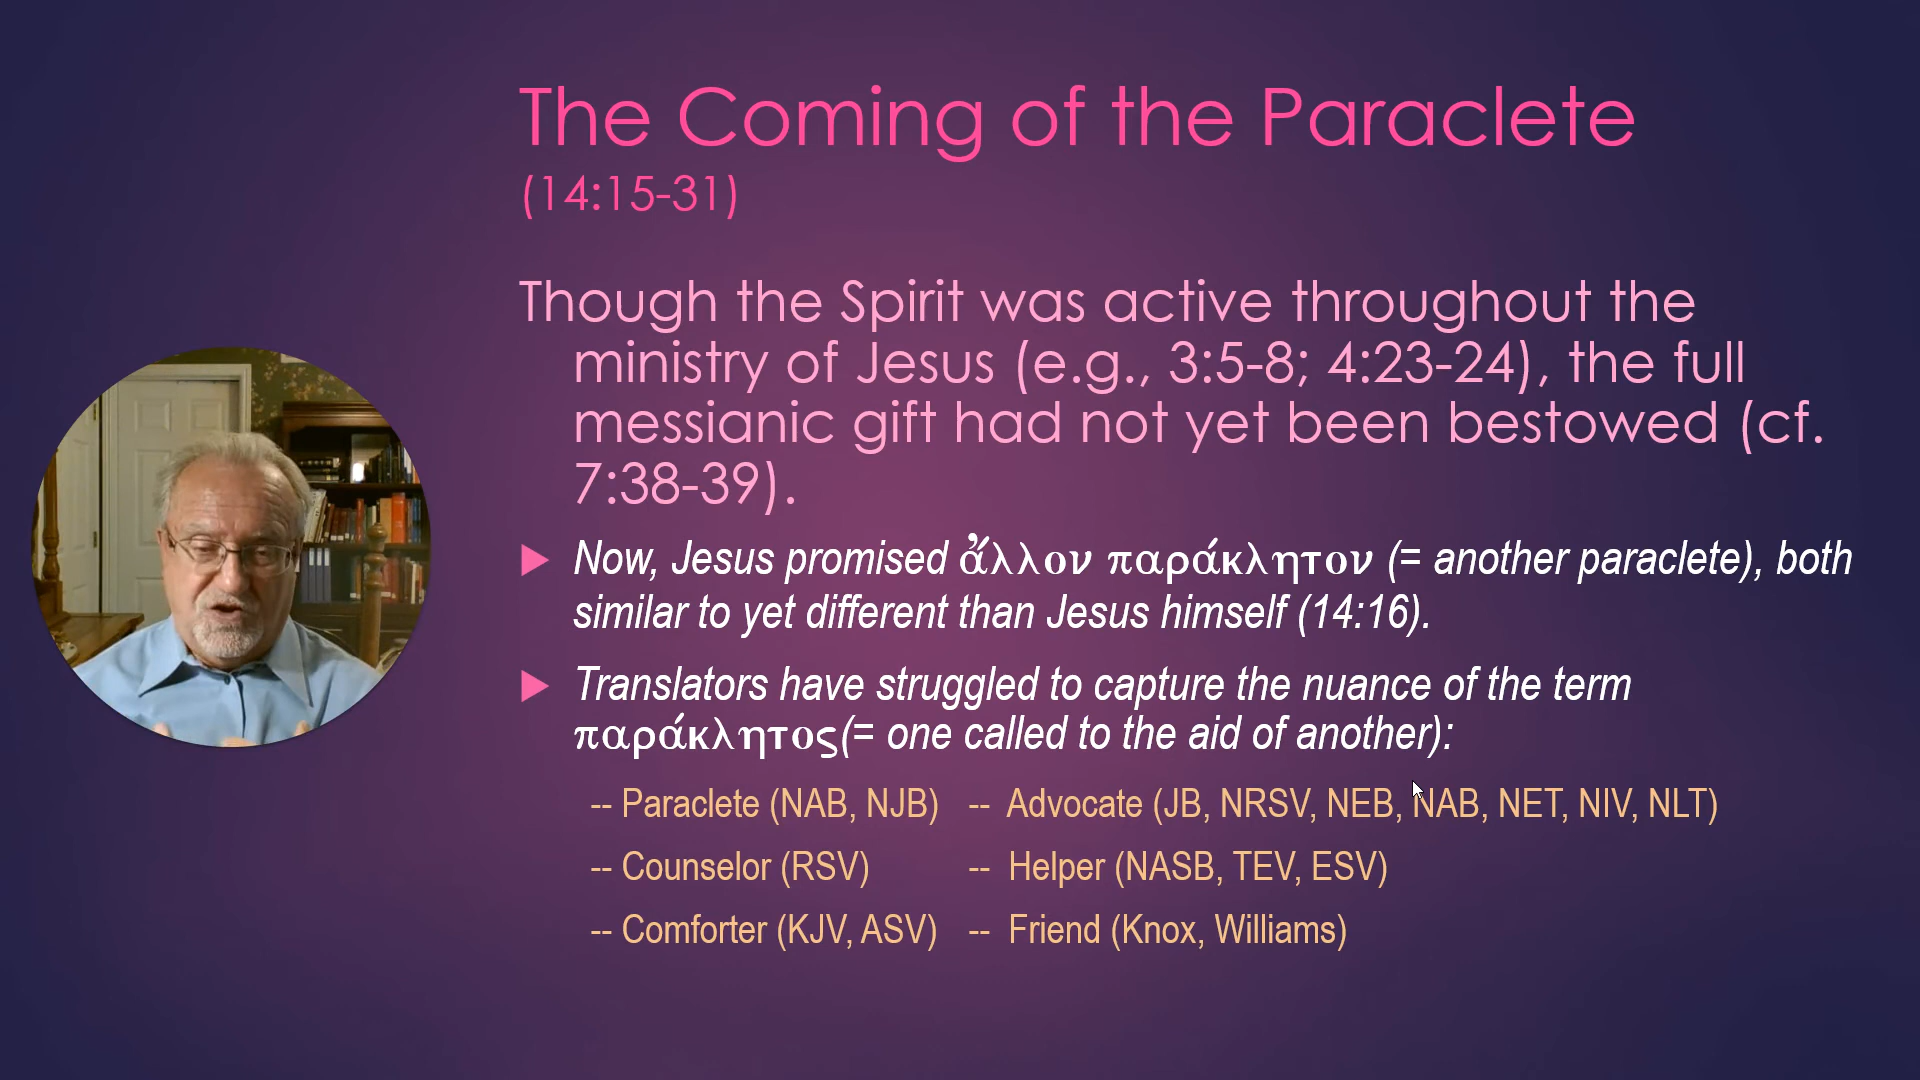 The Coming of the Paraclete
(14:15-31)
Though the Spirit was active throughout the
ministry of Jesus (e.g., 3:5-8; 4:23-24), the full
messianic gift had not yet been bestowed (cf.
7:38-39).
Now, Jesus promised ἄλλον παράκλητον (= another paraclete), both
similar to yet different than Jesus himself (14:16).
Translators have struggled to capture the nuance of the term
παράκλητος(= one called to the aid of another):
-- Paraclete (NAB, NJB) -- Advocate (JB, NRSV, NEB, NAB, NET, NIV, NLT)
-- Counselor (RSV) -- Helper (NASB, TEV, ESV)
-- Comforter (KJV, ASV) -- Friend (Knox, Williams)